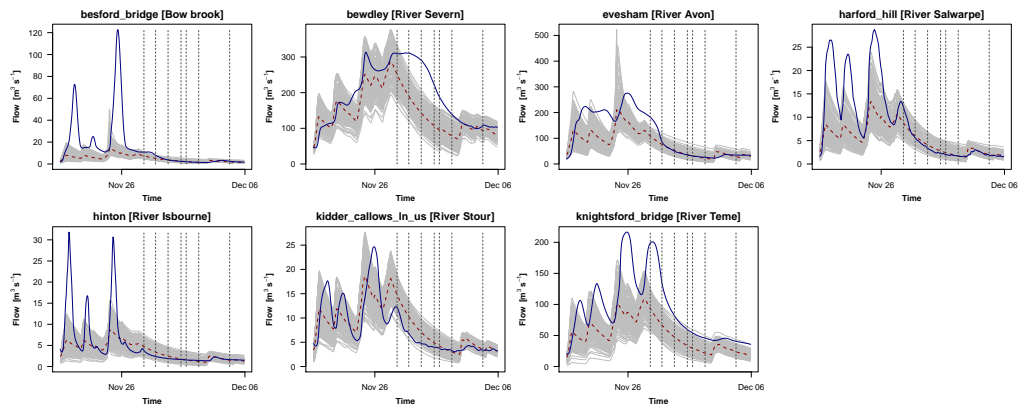 besford_bridge [Bow brook]
Flow [m³ s⁻¹]
120
100
80
60
40
20
0
Nov 26
Dec 06
Time
bewdley [River Severn]
Flow [m³ s⁻¹]
300
200
100
0
Nov 26
Dec 06
Time
evesham [River Avon]
Flow [m³ s⁻¹]
500
400
300
200
100
0
Nov 26
Dec 06
Time
harford_hill [River Salwarpe]
Flow [m³ s⁻¹]
25
20
15
10
5
0
Nov 26
Dec 06
Time
hinton [River Isbourne]
Flow [m³ s⁻¹]
30
25
20
15
10
5
0
Nov 26
Dec 06
Time
kidder_callows_ln_us [River Stour]
Flow [m³ s⁻¹]
25
20
15
10
5
0
Nov 26
Dec 06
Time
knightsford_bridge [River Teme]
Flow [m³ s⁻¹]
200
150
100
50
0
Nov 26
Dec 06
Time